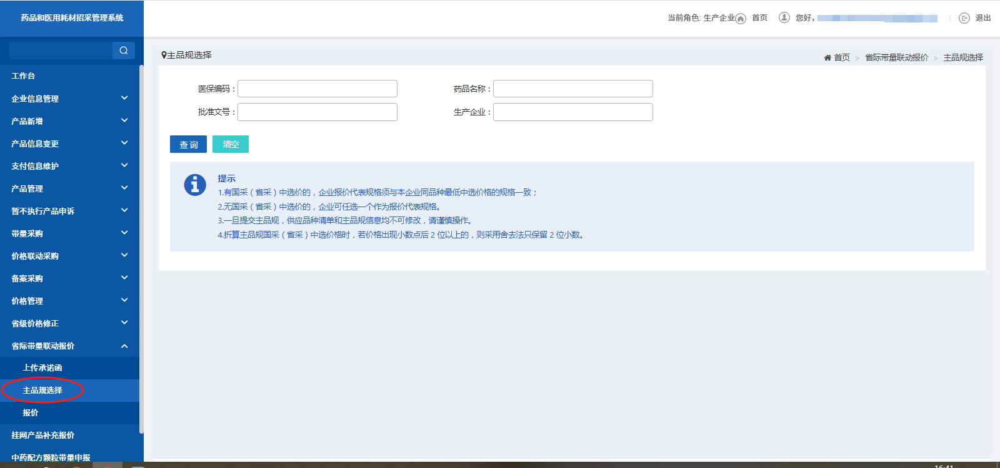 药品和医用耗材招采管理系统
当前角色: 生产企业
首页
您好，
退出
工作台
企业信息管理
产品新增
产品信息变更
支付信息维护
产品管理
暂不执行产品申诉
带量采购
价格联动采购
备案采购
价格管理
省级价格修正
省际带量联动报价
上传承诺函
主品规选择
报价
挂网产品补充报价
中药配方颗粒带量申报
主品规选择
首页 > 省际带量联动报价 > 主品规选择
医保编码：
药品名称：
批准文号：
生产企业：
查 询
清空
提示
1.有国采（省采）中选价的，企业报价代表规格须与本企业同品种最低中选价格的规格一致；
2.无国采（省采）中选价的，企业可任选一个作为报价代表规格。
3.一旦提交主品规，供应品种清单和主品规信息均不可修改，请谨慎操作。
4.折算主品规国采（省采）中选价格时，若价格出现小数点后 2 位以上的，则采用舍去法只保留 2 位小数。
16:41